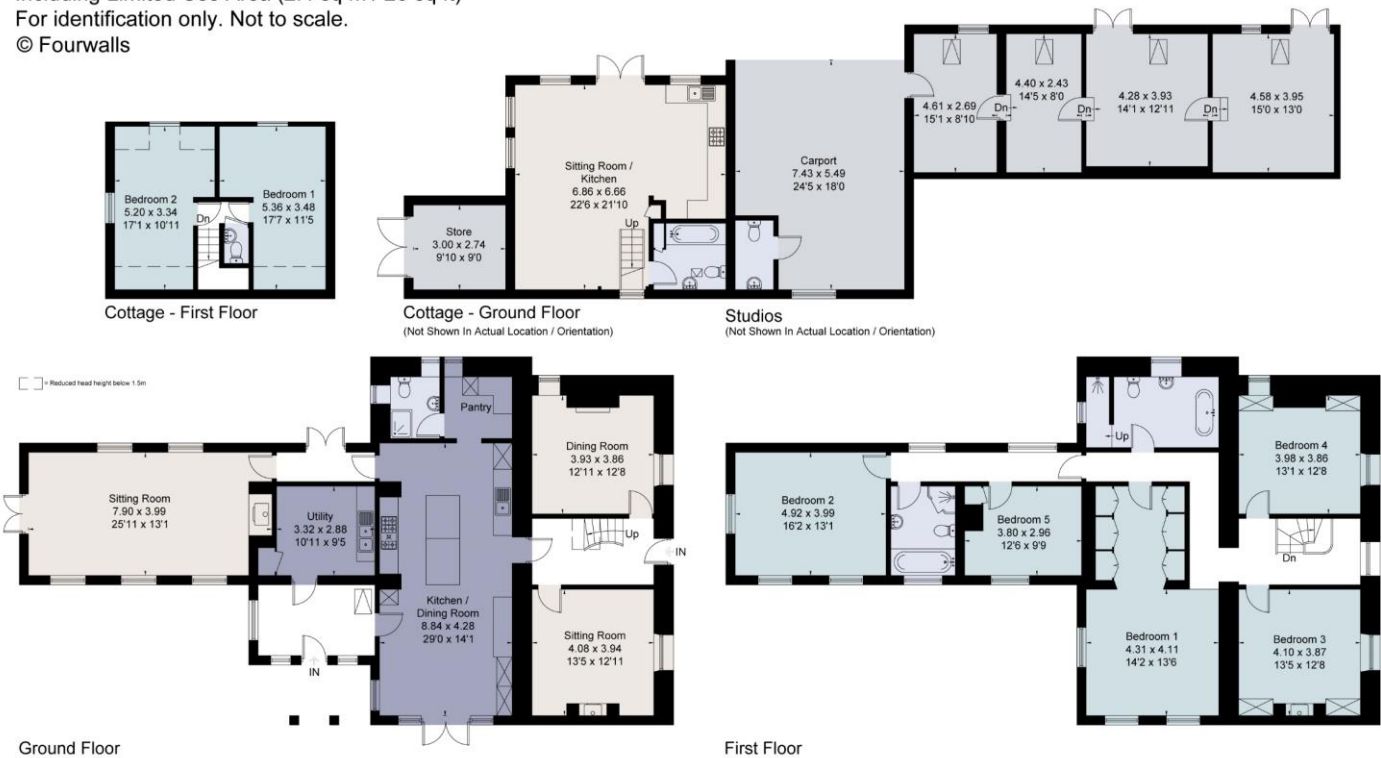 For identification only. Not to scale.
© Fourwalls
Bedroom 2
5.20 x 3.34
17'1 x 10'11
Dn
Bedroom 1
5.36 x 3.48
17'7 x 11'5
Cottage - First Floor
Store
3.00 x 2.74
9'10 x 9'0
Sitting Room /
Kitchen
6.86 x 6.66
22'6 x 21'10
Up
Cottage - Ground Floor
(Not Shown In Actual Location / Orientation)
Carport
7.43 x 5.49
24'5 x 18'0
4.61 x 2.69
15'1 x 8'10
Dn
4.40 x 2.43
14'5 x 8'0
Dn
4.28 x 3.93
14'1 x 12'11
Dn
4.58 x 3.95
15'0 x 13'0
Studios
(Not Shown In Actual Location / Orientation)
= Reduced head height below 1.5m
Sitting Room
7.90 x 3.99
25'11 x 13'1
Utility
3.32 x 2.88
10'11 x 9'5
IN
Pantry
Kitchen /
Dining Room
8.84 x 4.28
29'0 x 14'1
Dining Room
3.93 x 3.86
12'11 x 12'8
Up
IN
Sitting Room
4.08 x 3.94
13'5 x 12'11
Ground Floor
Bedroom 2
4.92 x 3.99
16'2 x 13'1
Bedroom 5
3.80 x 2.96
12'6 x 9'9
Up
Bedroom 4
3.98 x 3.86
13'1 x 12'8
Dn
Bedroom 1
4.31 x 4.11
14'2 x 13'6
Bedroom 3
4.10 x 3.87
13'5 x 12'8
First Floor